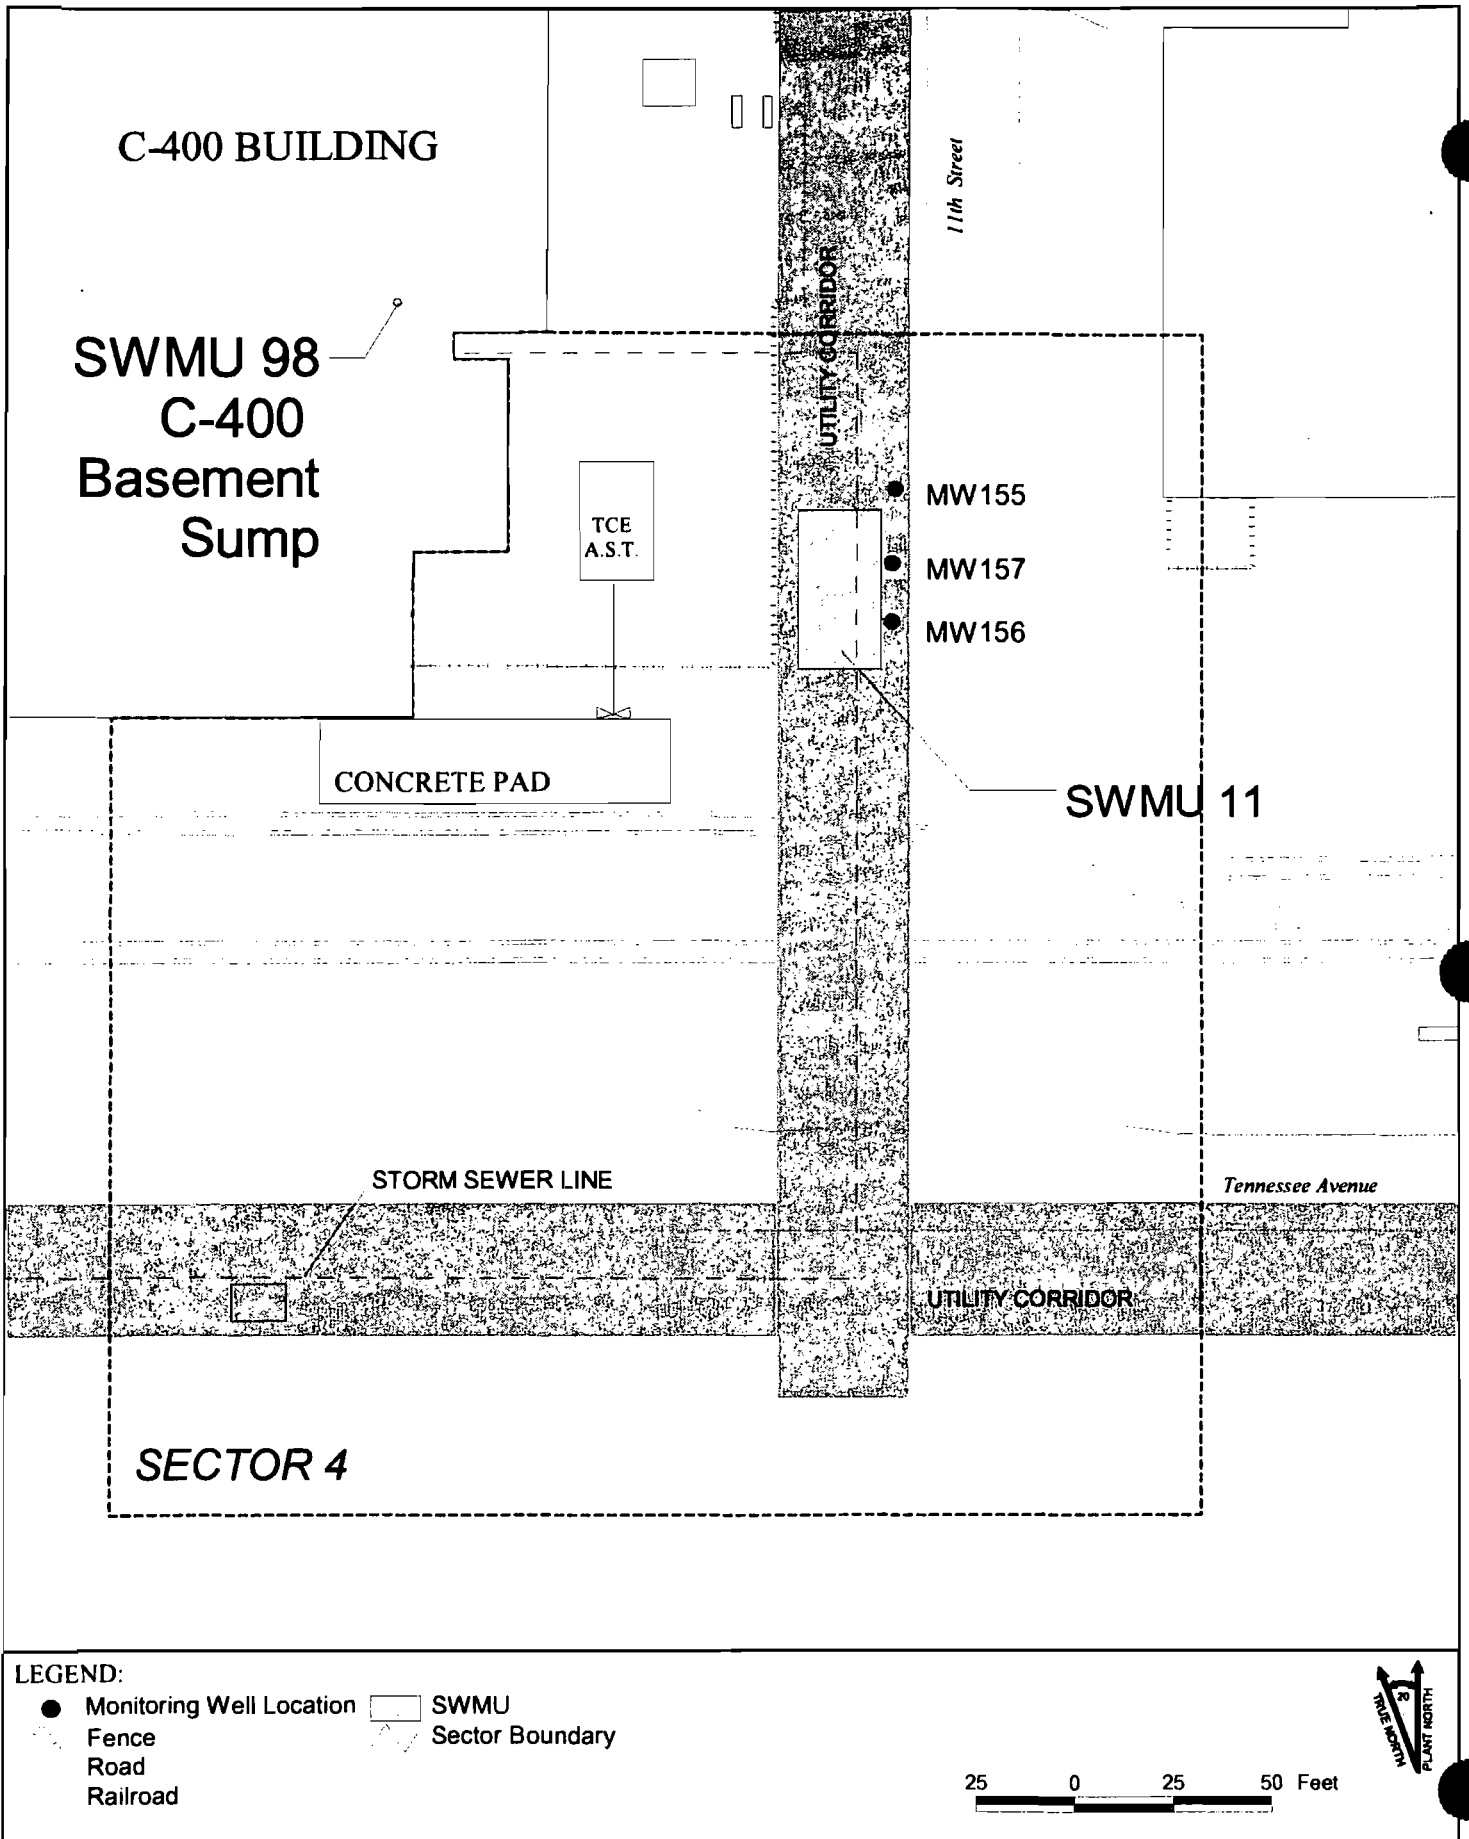 C-400 BUILDING
11th Street
UTILITY CORRIDOR
SWMU 98
C-400
Basement
Sump
TCE
A.S.T.
MW155
MW157
MW156
CONCRETE PAD
SWMU 11
STORM SEWER LINE
Tennessee Avenue
UTILITY CORRIDOR
SECTOR 4
LEGEND:
Monitoring Well Location
SWMU
Fence
Sector Boundary
Road
Railroad
25 0 25 50 Feet
TRUE NORTH
20
PLANT NORTH